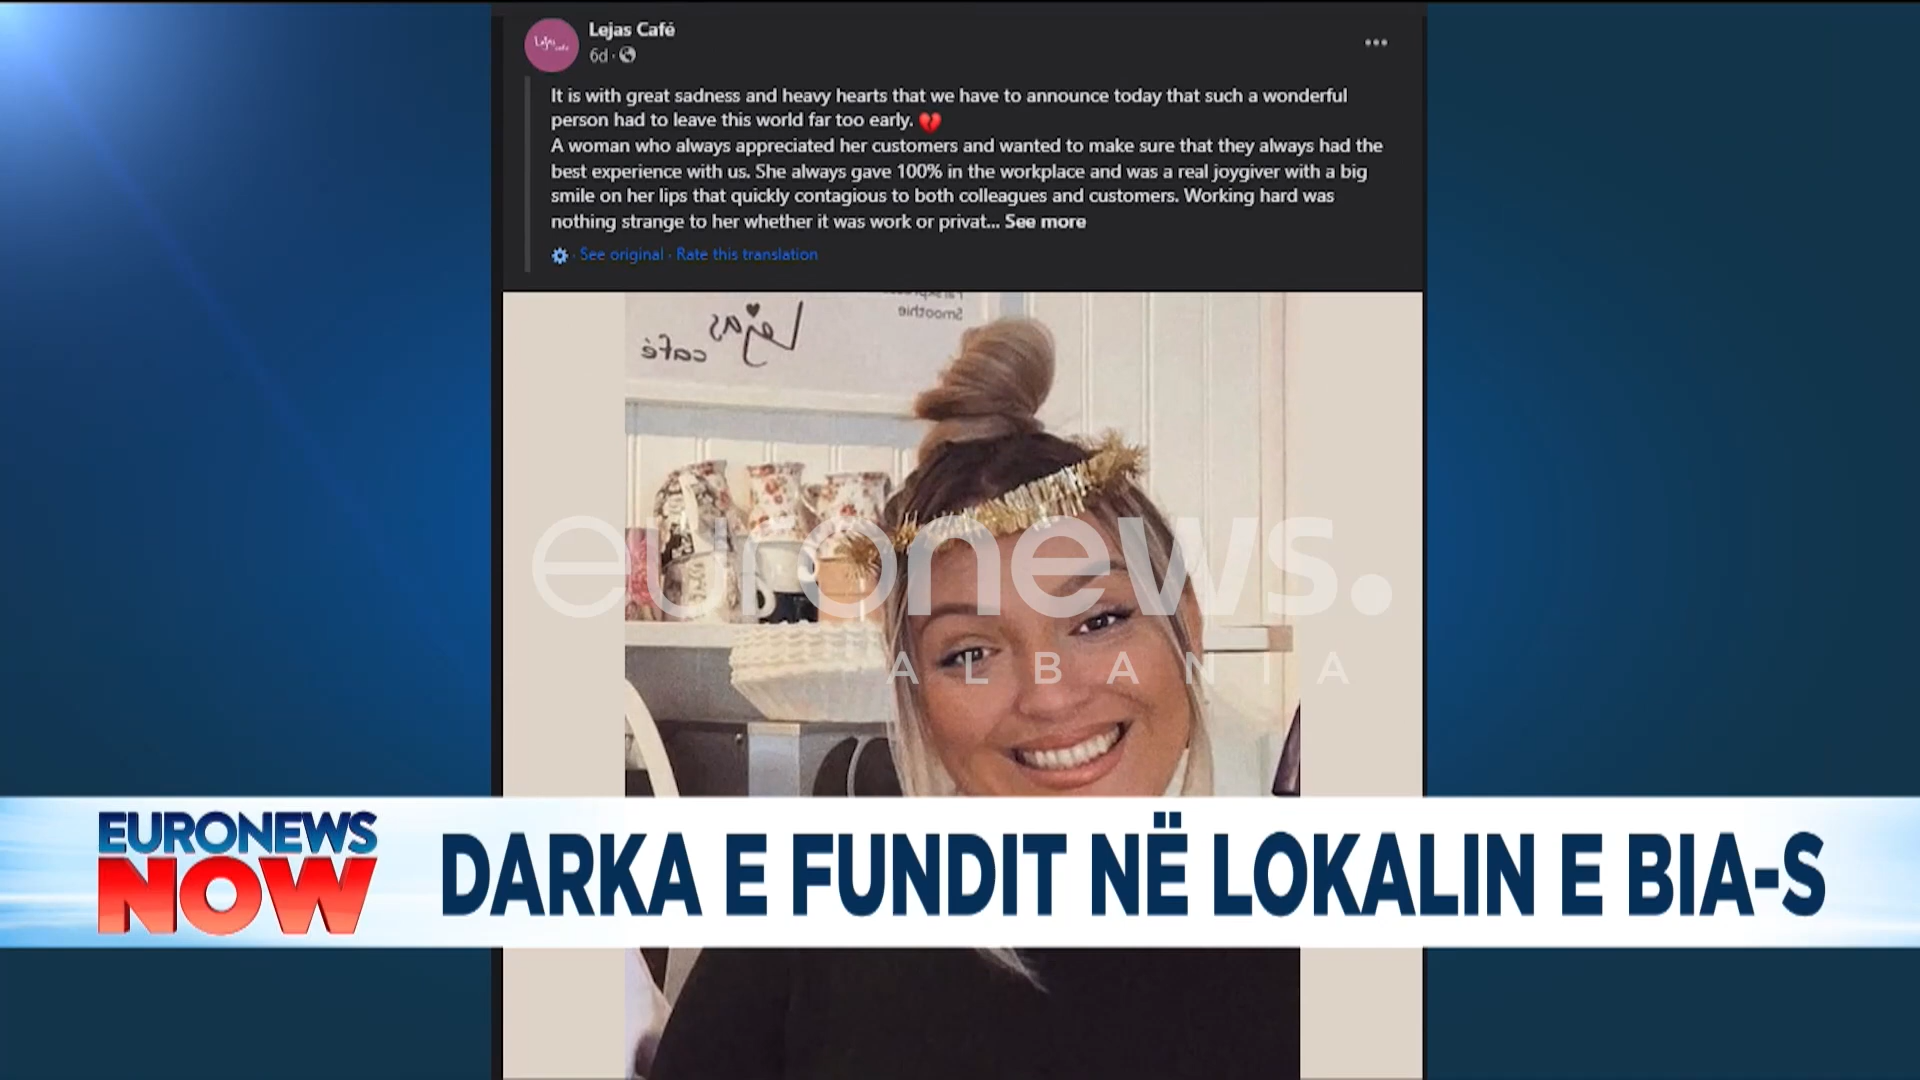 Lejas Café
6d
It is with great sadness and heavy hearts that we have to announce today that such a wonderful
person had to leave this world far too early. 💔
A woman who always appreciated her customers and wanted to make sure that they always had the
best experience with us. She always gave 100% in the workplace and was a real joygiver with a big
smile on her lips that quickly contagious to both colleagues and customers. Working hard was
nothing strange to her whether it was work or privat... See more
See original · Rate this translation
Smoothie
Lejas
café
euronews.
ALBANIA
EURONEWS
NOW
DARKA E FUNDIT NË LOKALIN E BIA-S